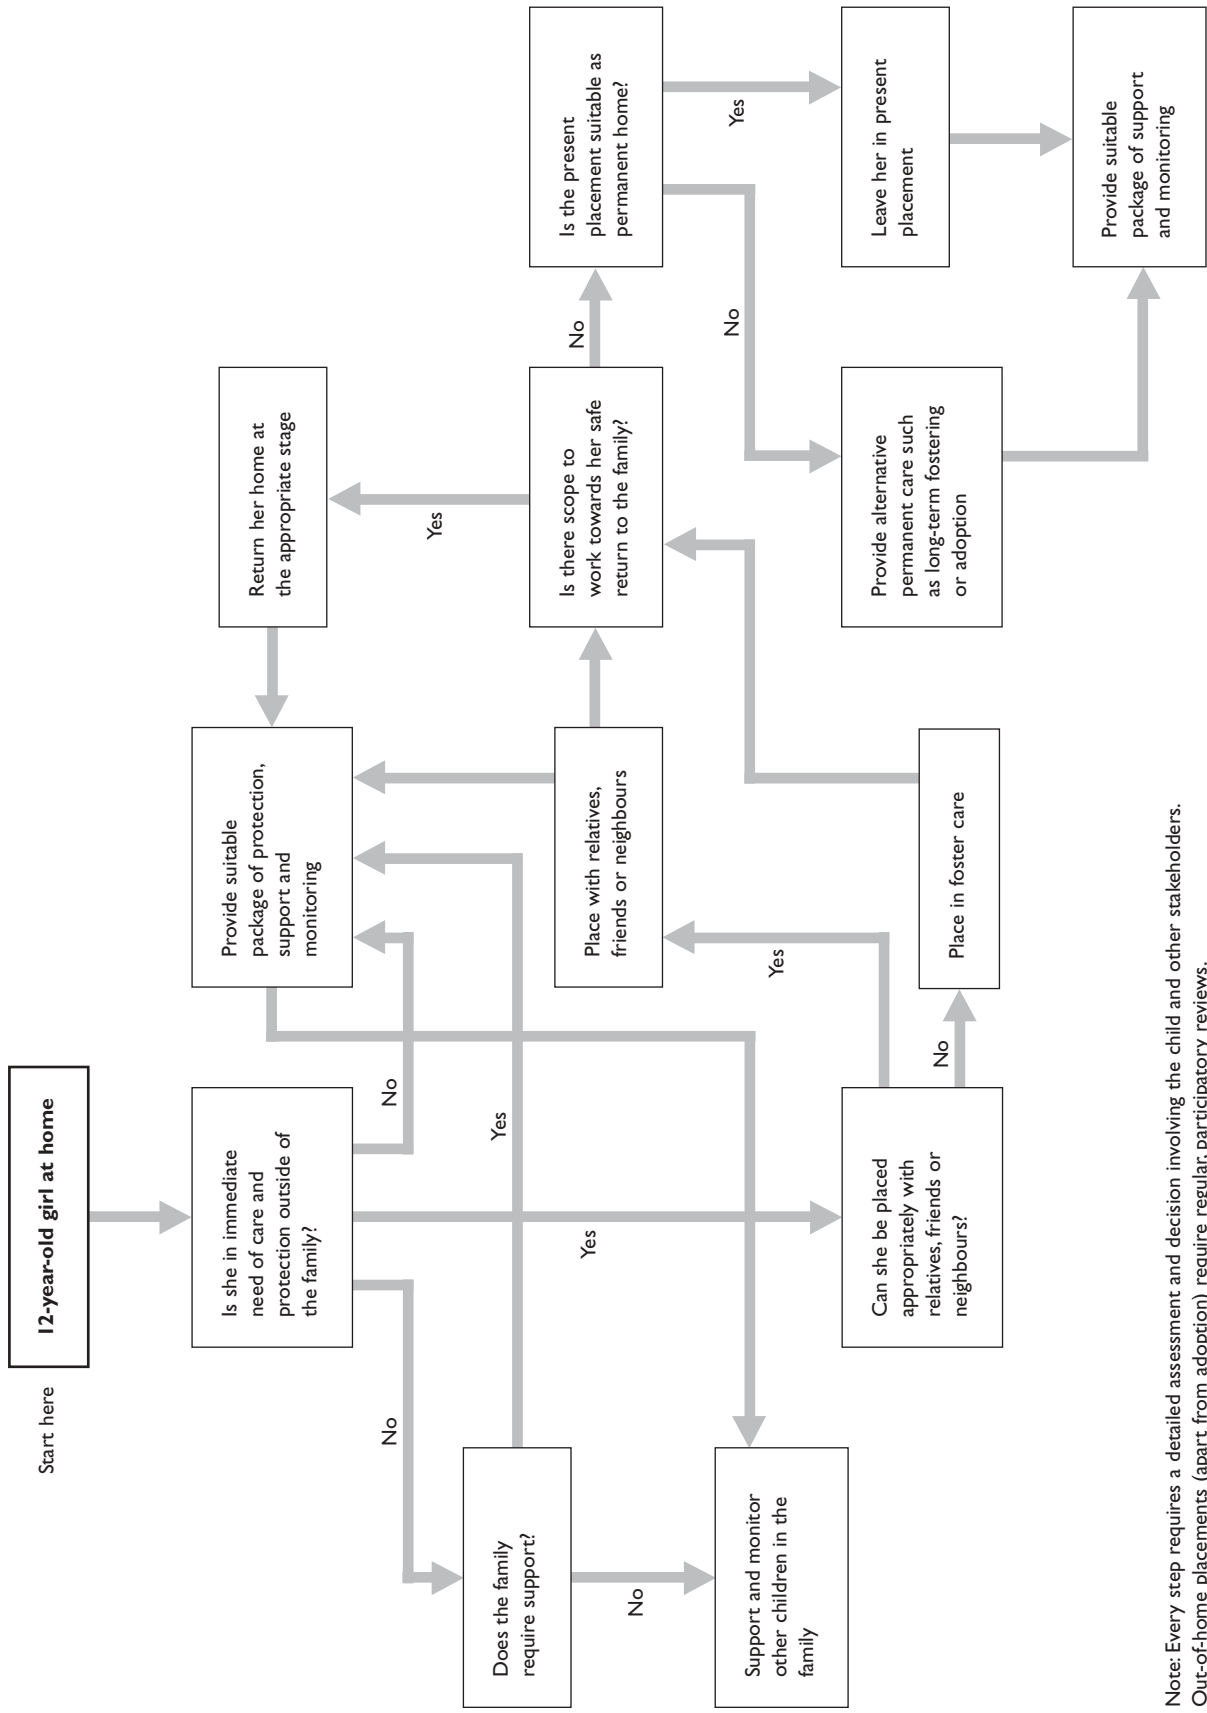 Start here
12-year-old girl at home
Is she in immediate
need of care and
protection outside of
the family?
No
No
Yes
Does the family
require support?
Yes
No
Support and monitor
other children in the
family
Provide suitable
package of protection,
support and
monitoring
Can she be placed
appropriately with
relatives, friends or
neighbours?
Yes
No
Place with relatives,
friends or neighbours
Place in foster care
Return her home at
the appropriate stage
Yes
Is there scope to
work towards her safe
return to the family?
No
Is the present
placement suitable as
permanent home?
No
Yes
Provide alternative
permanent care such
as long-term fostering
or adoption
Leave her in present
placement
Provide suitable
package of support
and monitoring
Note: Every step requires a detailed assessment and decision involving the child and other stakeholders.
Out-of-home placements (apart from adoption) require regular, participatory reviews.